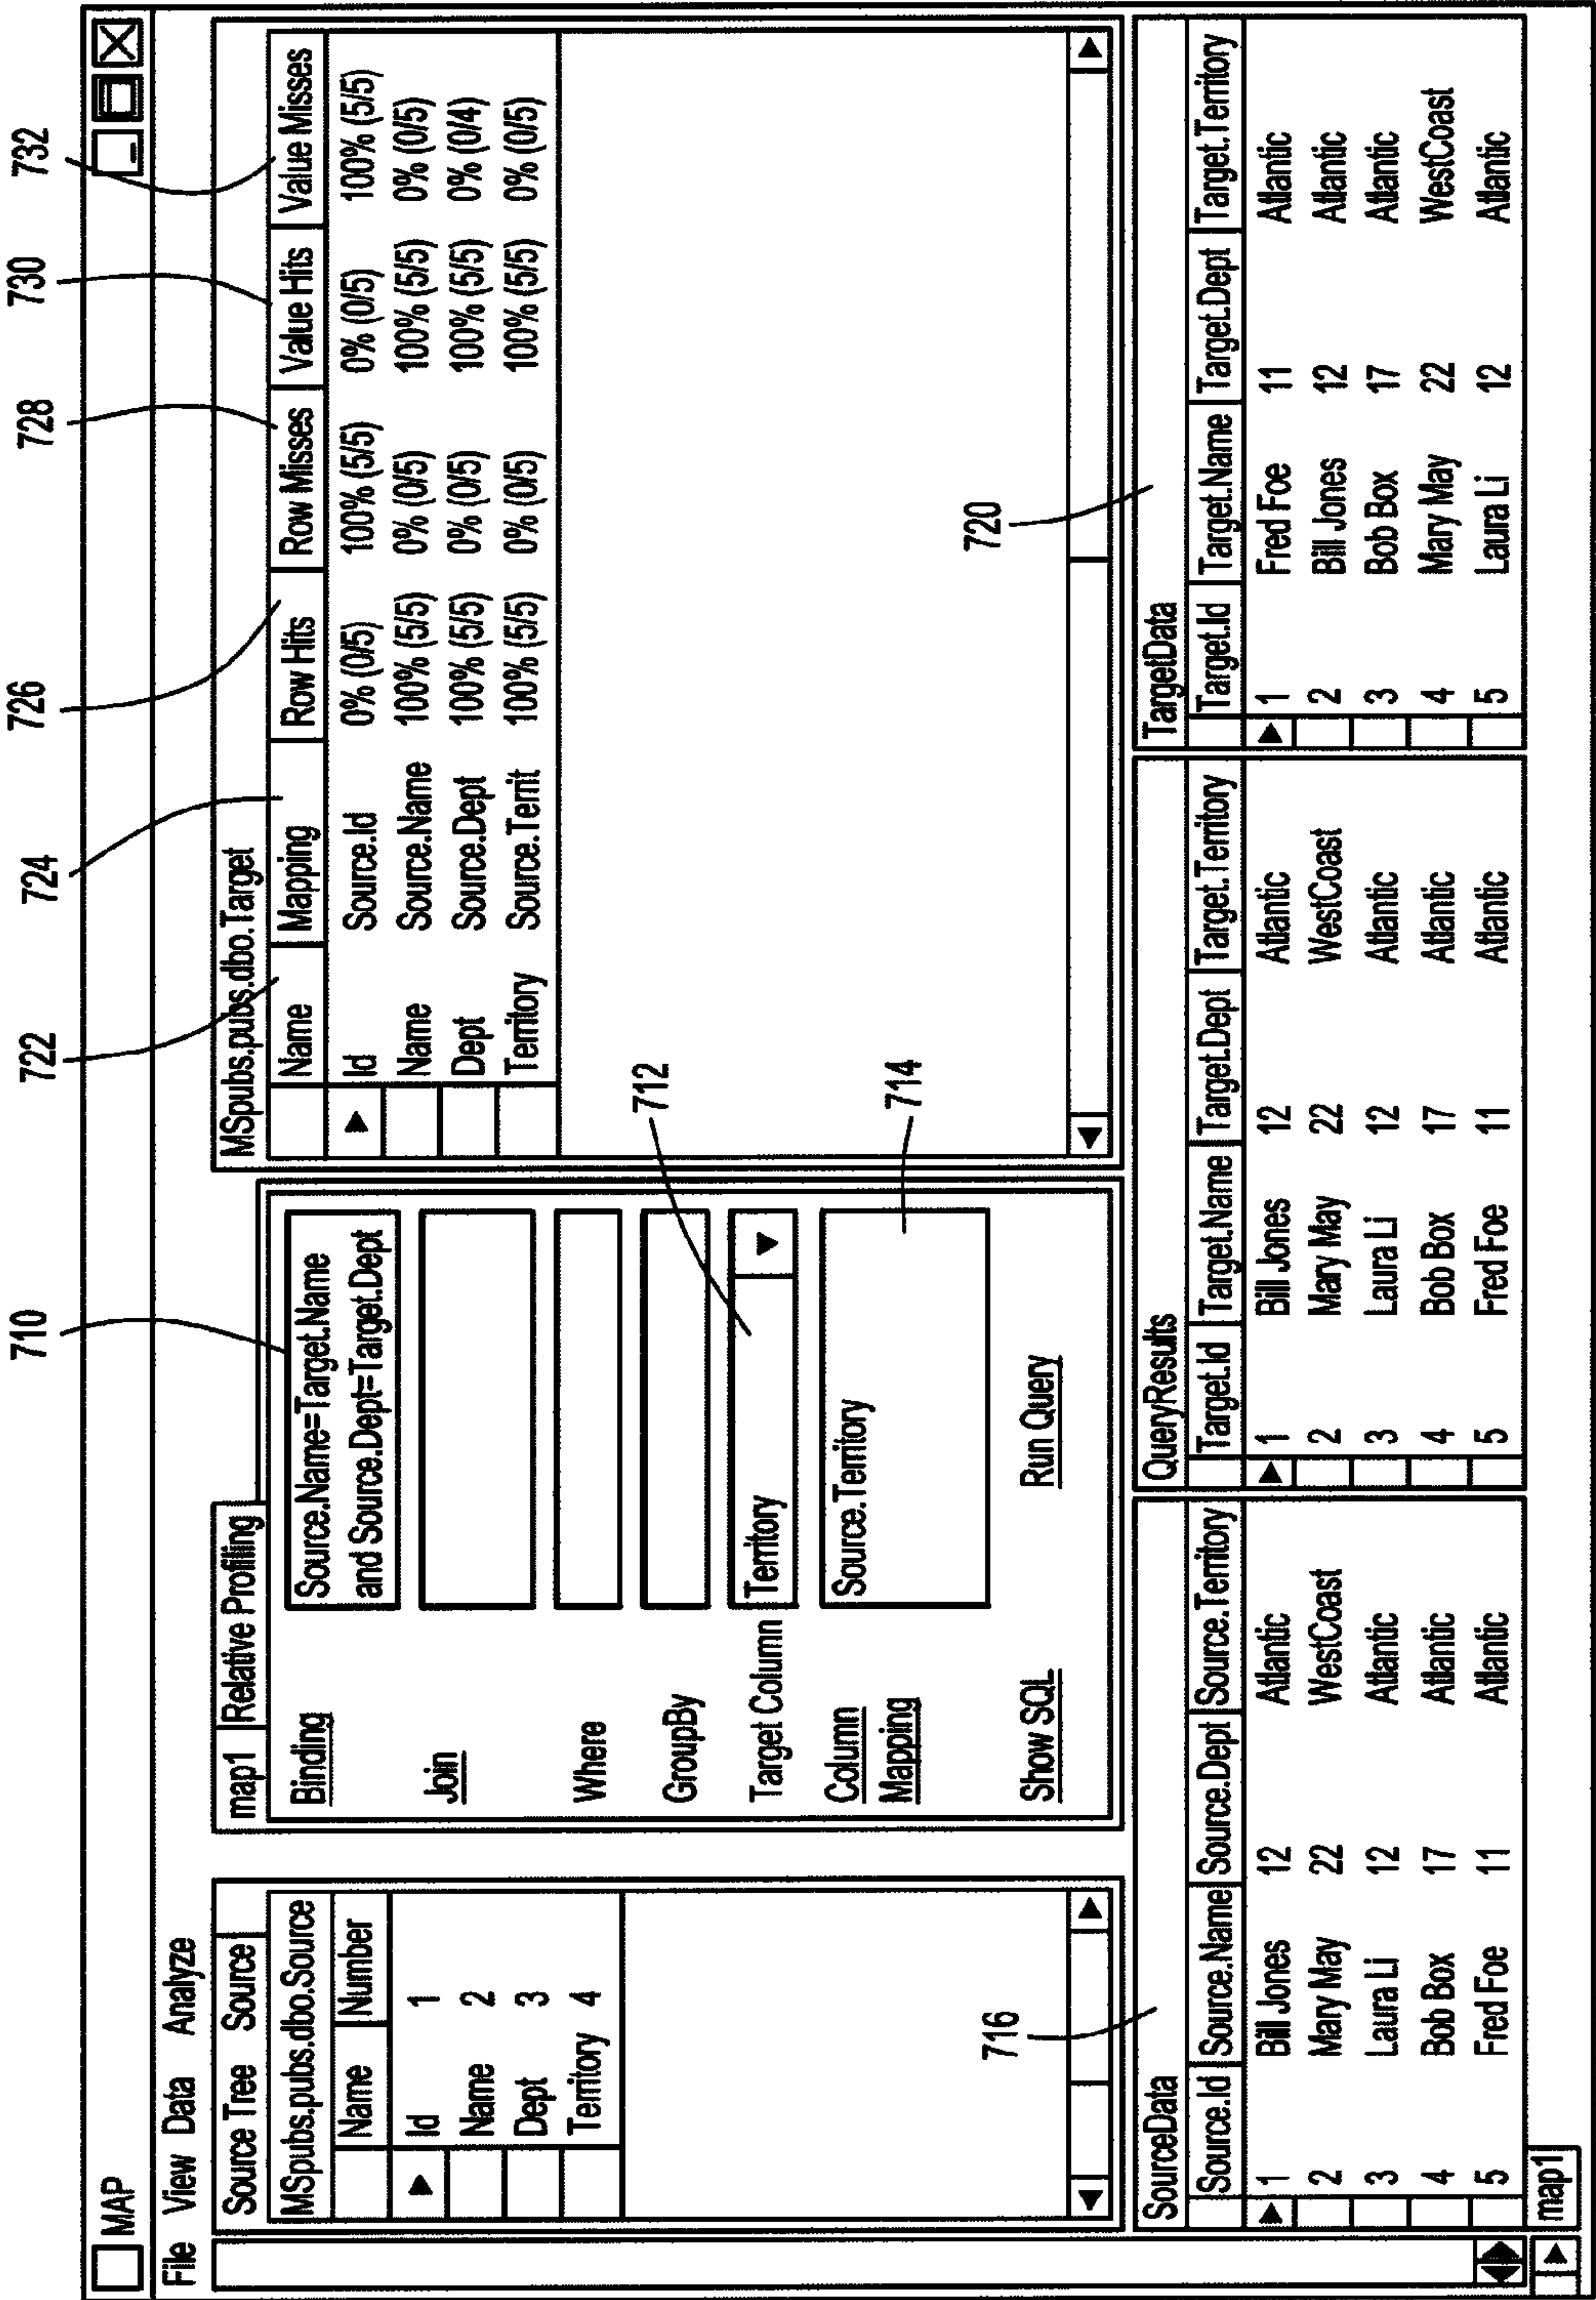 MAP
File View Data Analyze
722 724 726 728 730 732
710
Source Tree Source
MSpubs.pubs.dbo.Source
Name Number
Id 1
Name 2
Dept 3
Territory 4
716
map1 Relative Profiling
Binding Source.Name=Target.Name
and Source.Dept=Target.Dept
Join
Where
GroupBy
Target Column Territory
712
Column
Mapping
Source.Territory
714
Show SQL Run Query
MSpubs.pubs.dbo.Target
Name Mapping Row Hits Row Misses Value Hits Value Misses
Id Source.Id 0% (0/5) 100% (5/5) 0% (0/5) 100% (5/5)
Name Source.Name 100% (5/5) 0% (0/5) 100% (5/5) 0% (0/5)
Dept Source.Dept 100% (5/5) 0% (0/5) 100% (5/5) 0% (0/4)
Territory Source.Territ 100% (5/5) 0% (0/5) 100% (5/5) 0% (0/5)
720
SourceData
Source.Id Source.Name Source.Dept Source.Territory
1 Bill Jones 12 Atlantic
2 Mary May 22 WestCoast
3 Laura Li 12 Atlantic
4 Bob Box 17 Atlantic
5 Fred Foe 11 Atlantic
QueryResults
Target.Id Target.Name Target.Dept Target.Territory
1 Bill Jones 12 Atlantic
2 Mary May 22 WestCoast
3 Laura Li 12 Atlantic
4 Bob Box 17 Atlantic
5 Fred Foe 11 Atlantic
TargetData
Target.Id Target.Name Target.Dept Target.Territory
1 Fred Foe 11 Atlantic
2 Bill Jones 12 Atlantic
3 Bob Box 17 Atlantic
4 Mary May 22 WestCoast
5 Laura Li 12 Atlantic
map1